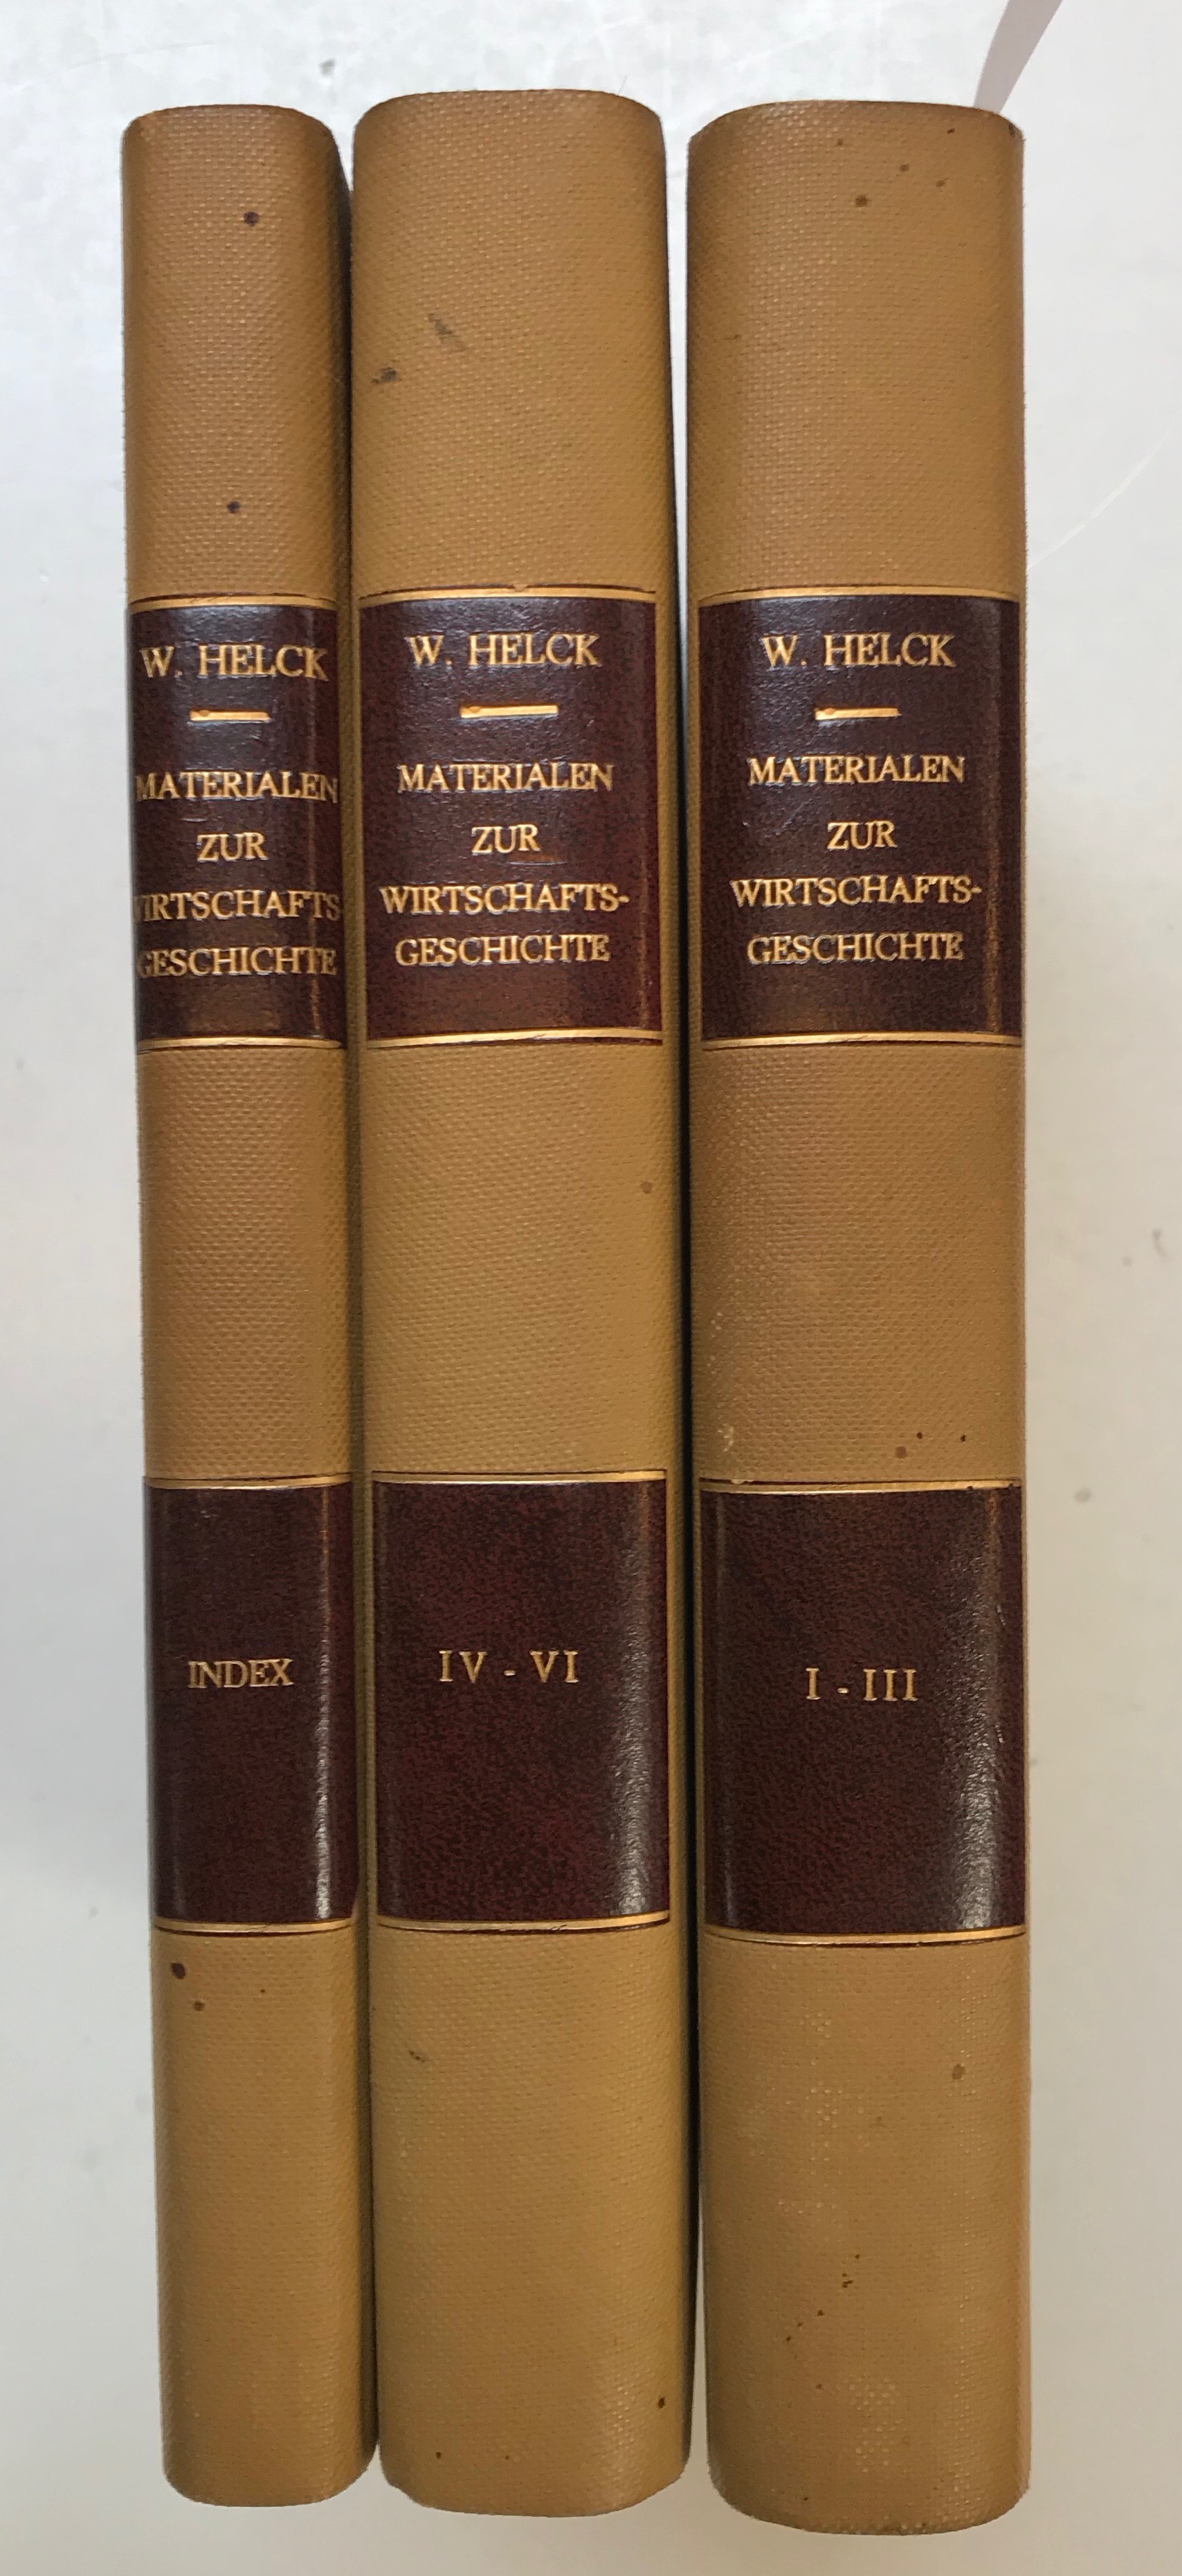 W. HELCK
MATERIALEN
ZUR
WIRTSCHAFTS
GESCHICHTE
INDEX
W. HELCK
MATERIALEN
ZUR
WIRTSCHAFTS-
GESCHICHTE
IV - VI
W. HELCK
MATERIALEN
ZUR
WIRTSCHAFTS-
GESCHICHTE
I - III